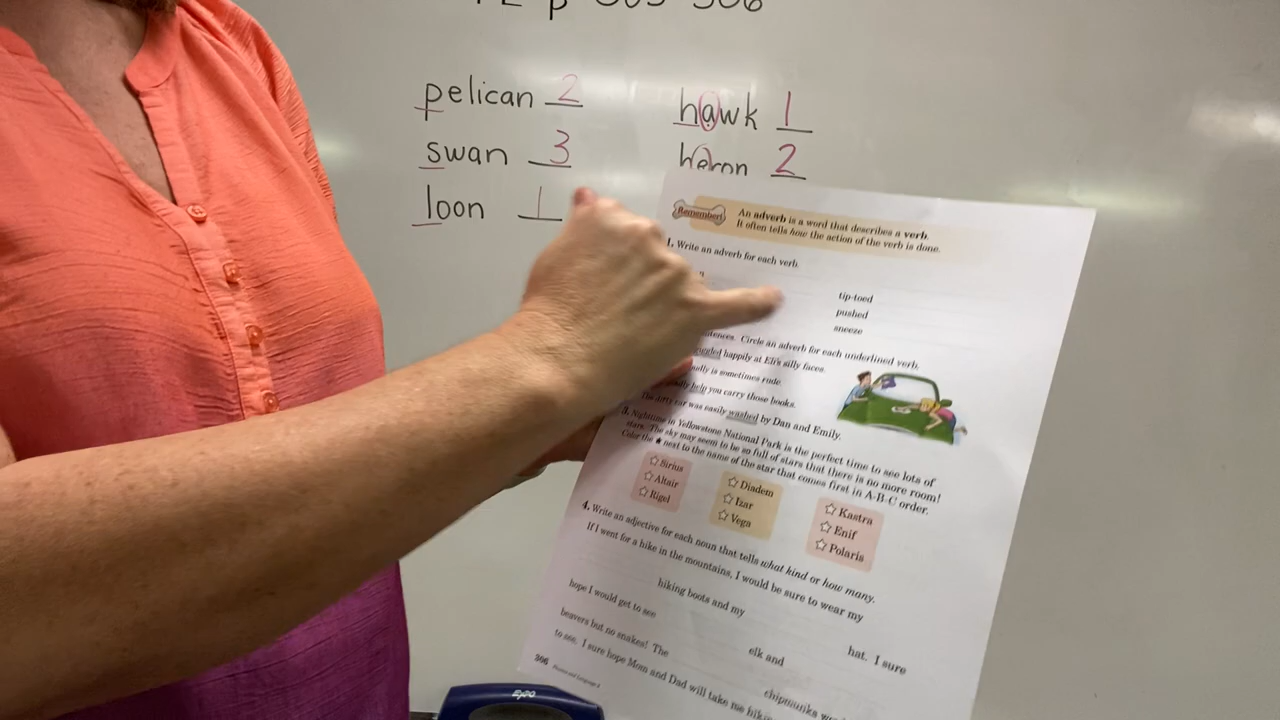 pelican 2
swan 3
loon 1
hawk 1
heron 2
Remember!
An adverb is a word that describes a verb.
It often tells how the action of the verb is done.
1. Write an adverb for each verb.
tip-toed
pushed
sneeze
Circle an adverb for each underlined verb.
happily at Eli's silly faces.
is sometimes rude
help you carry those books.
The dirty car was easily washed by Dan and Emily.
3. Nighttime in Yellowstone National Park is the perfect time to see lots of
stars. The sky may seem to be so full of stars that there is no more room!
Color the ★ next to the name of the star that comes first in A-B-C order.
☆ Sirius
☆ Altair
☆ Rigel
☆ Diadem
☆ Izar
☆ Vega
☆ Kastra
☆ Enif
☆ Polaris
4. Write an adjective for each noun that tells what kind or how many.
If I went for a hike in the mountains, I would be sure to wear my
hiking boots and my
hat. I sure
hope I would get to see
elk and
beavers but no snakes! The
chipmunks
to see. I sure hope Mom and Dad will take me
366 Phonics and Language 2
EXPO